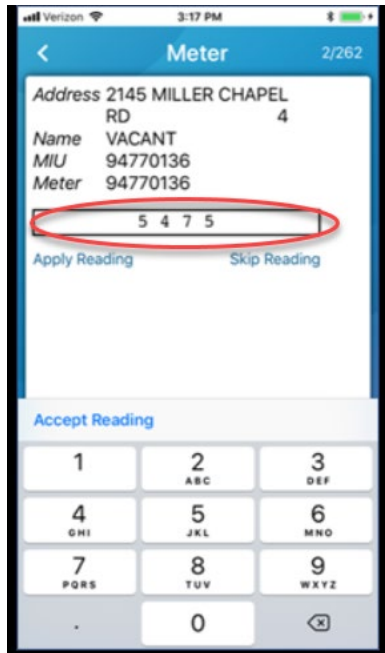 Verizon 3:17 PM
< Meter 2/262
Address 2145 MILLER CHAPEL
RD 4
Name VACANT
MIU 94770136
Meter 94770136
5 4 7 5
Apply Reading Skip Reading
Accept Reading
1 2 3
ABC DEF
4 5 6
GHI JKL MNO
7 8 9
PQRS TUV WXYZ
. 0